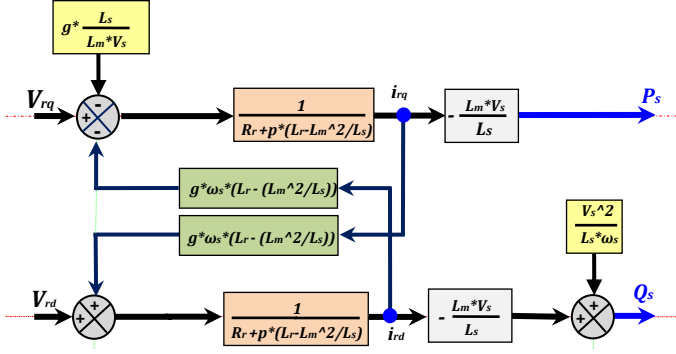 g* Ls / Lm*Vs
Vrq
+
-
-
1 / Rr+p*(Lr-Lm^2/Ls)
irq
- Lm*Vs / Ls
Ps
g*ωs*(Lr - (Lm^2/Ls))
g*ωs*(Lr - (Lm^2/Ls))
Vs^2 / Ls*ωs
Vrd
+
+
1 / Rr+p*(Lr-Lm^2/Ls)
ird
- Lm*Vs / Ls
+
+
Qs